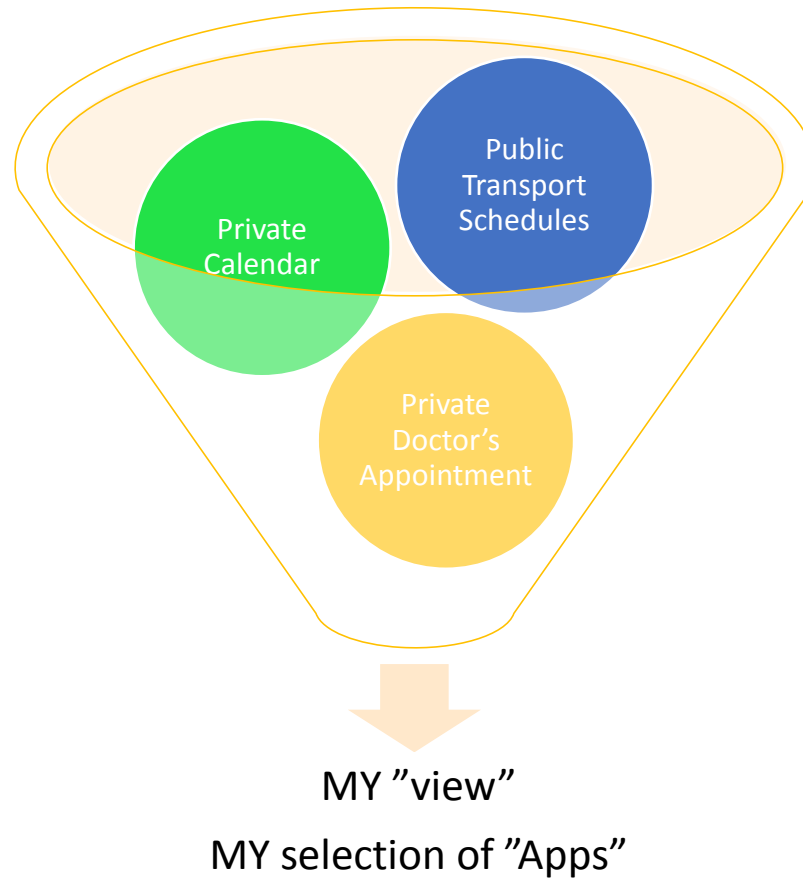 Public
Transport
Schedules
Private
Calendar
Private
Doctor’s
Appointment
MY ”view”
MY selection of ”Apps”